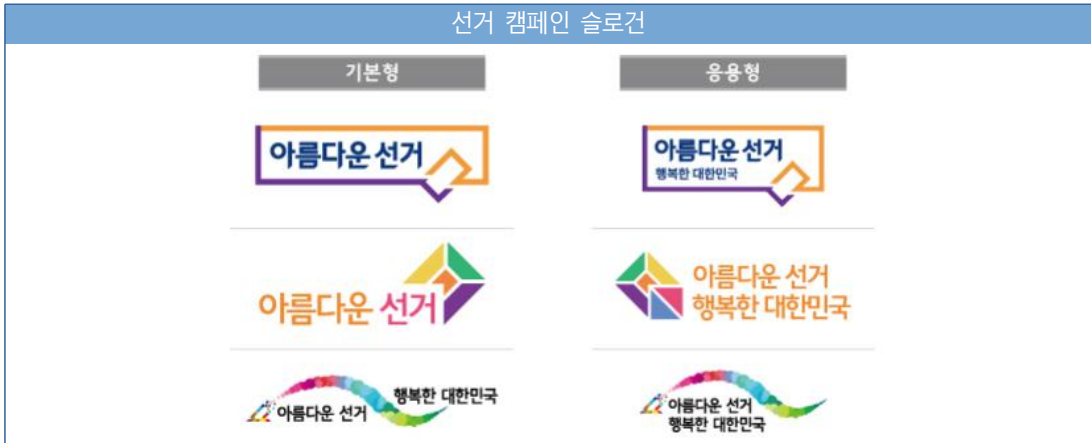 선거 캠페인 슬로건
기본형
응용형
아름다운 선거
아름다운 선거
행복한 대한민국
아름다운 선거
아름다운 선거
행복한 대한민국
아름다운 선거
행복한 대한민국
아름다운 선거
행복한 대한민국